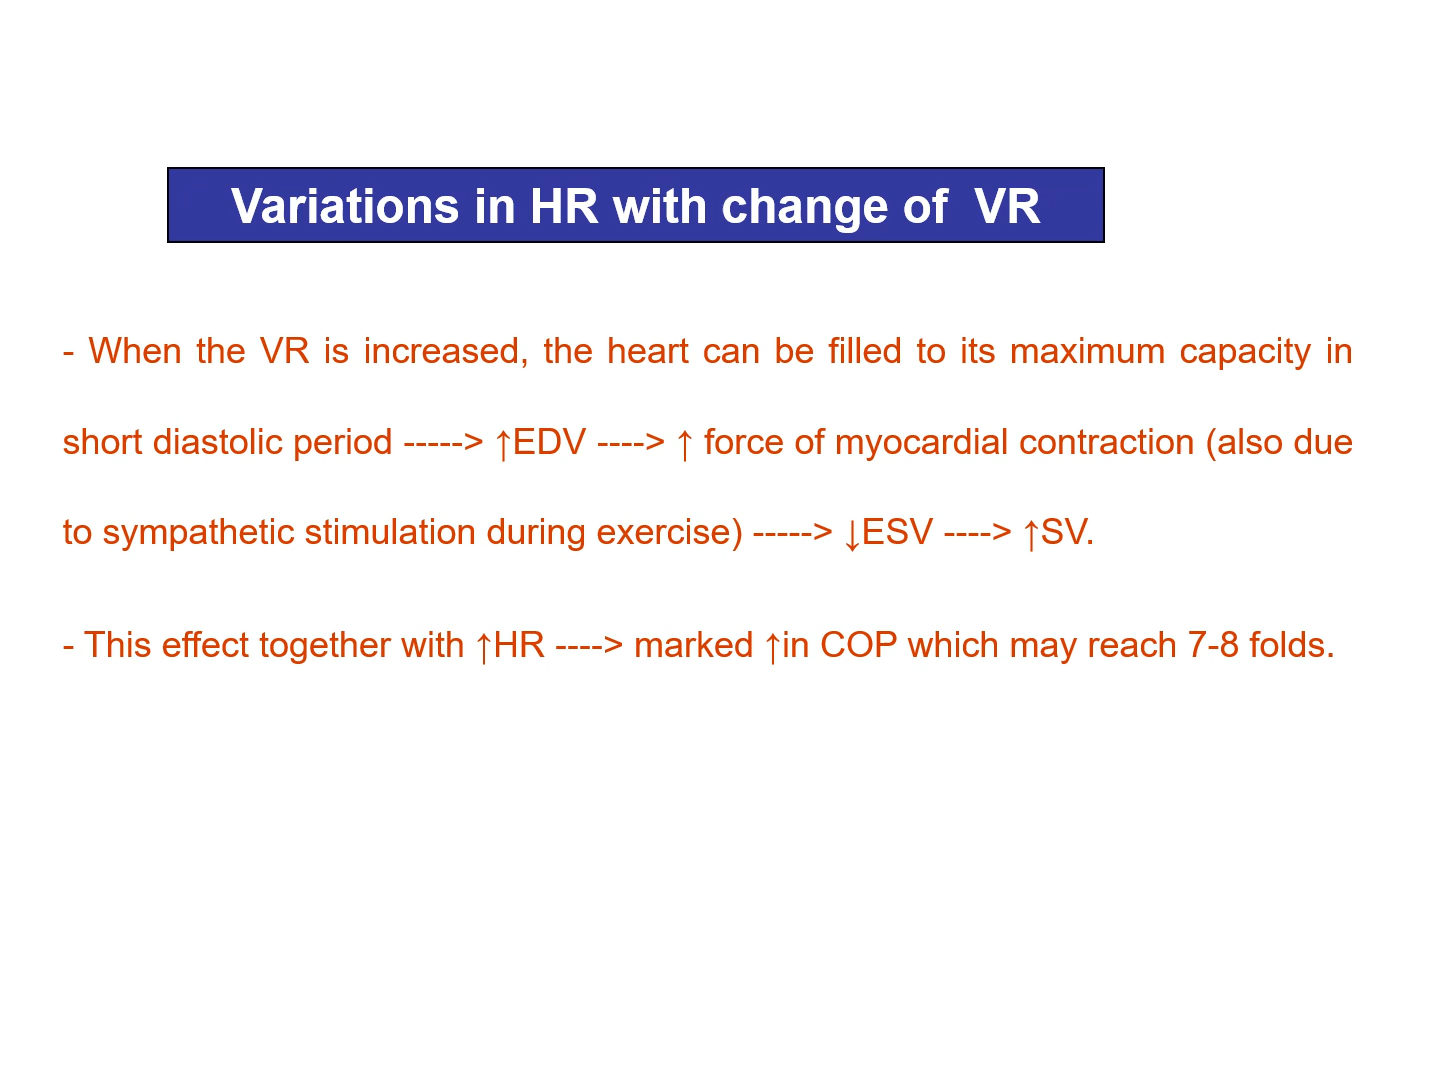 Variations in HR with change of  VR
- When the VR is increased, the heart can be filled to its maximum capacity in
short diastolic period -----> ↑EDV ----> ↑ force of myocardial contraction (also due
to sympathetic stimulation during exercise) -----> ↓ESV ----> ↑SV.
- This effect together with ↑HR ----> marked ↑in COP which may reach 7-8 folds.